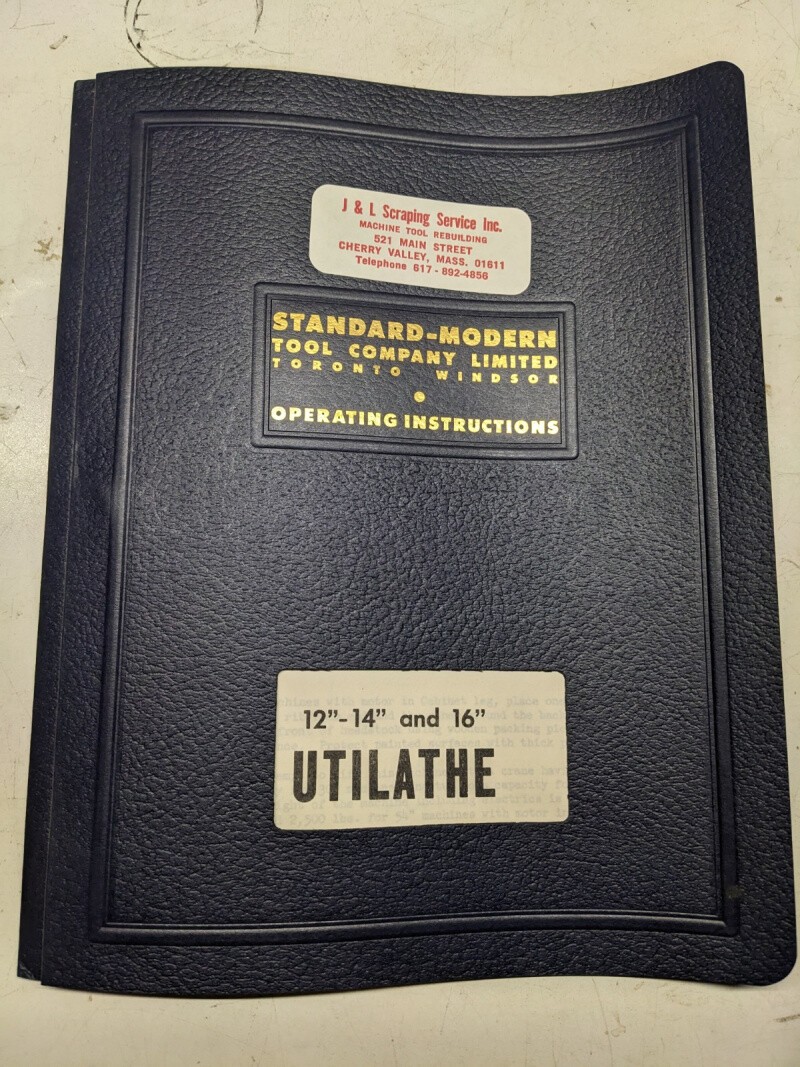 J & L Scraping Service Inc.
MACHINE TOOL REBUILDING
521 MAIN STREET
CHERRY VALLEY, MASS. 01611
Telephone 617 - 892-4856
STANDARD-MODERN
TOOL COMPANY LIMITED
TORONTO WINDSOR
OPERATING INSTRUCTIONS
12"-14" and 16"
UTILATHE